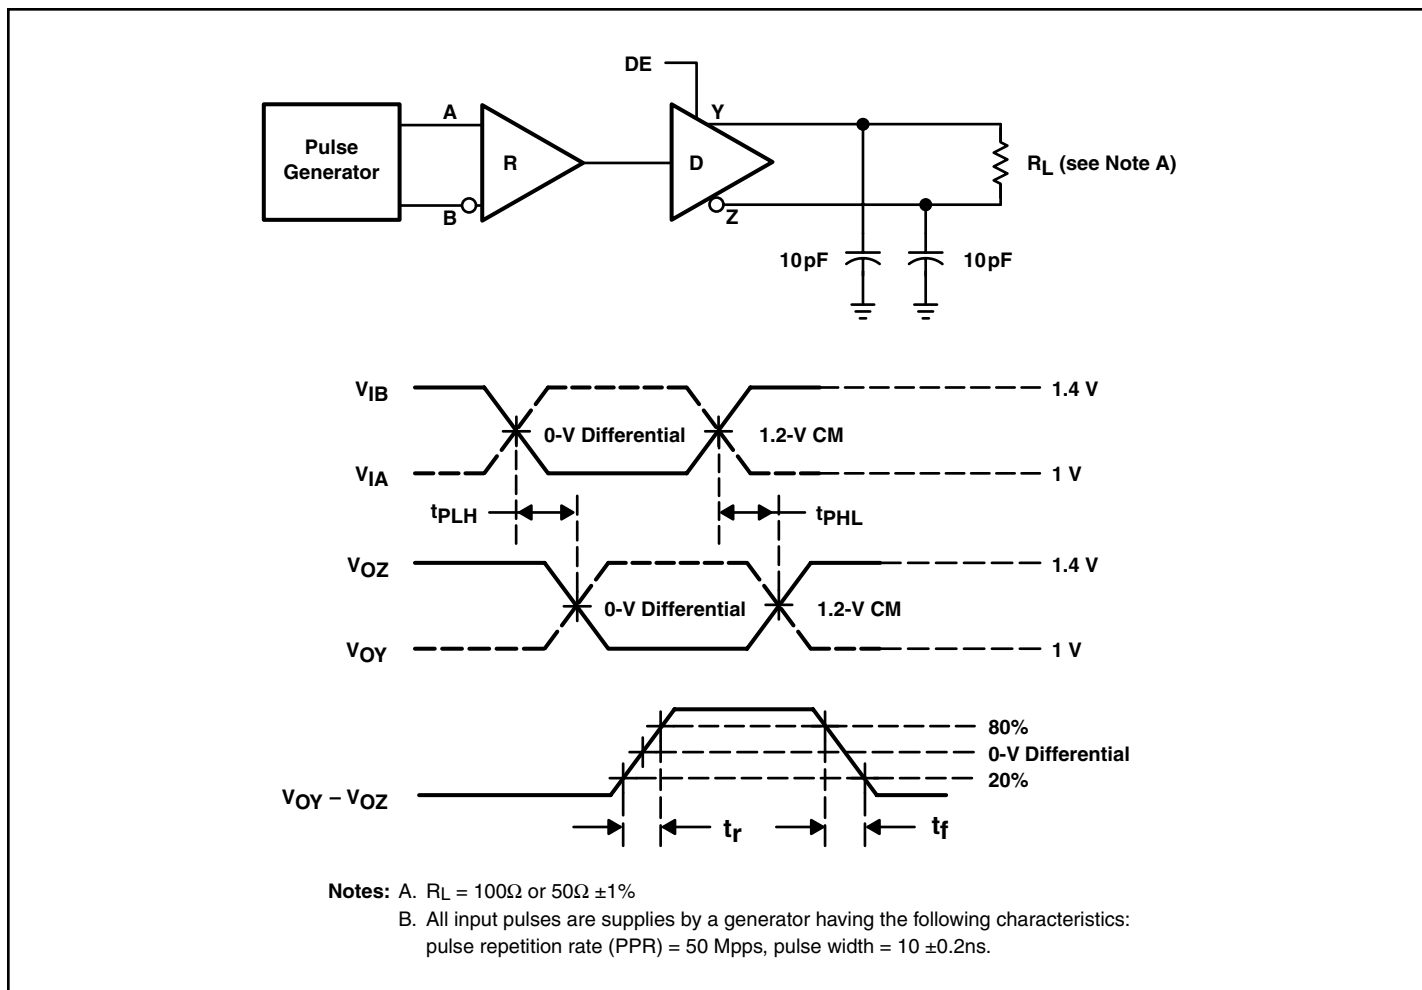 DE
A
Y
Pulse
Generator
R
D
RL (see Note A)
B
Z
10pF
10pF
VIB
1.4 V
0-V Differential
1.2-V CM
VIA
1 V
tPLH
tPHL
VOZ
1.4 V
0-V Differential
1.2-V CM
VOY
1 V
80%
0-V Differential
20%
VOY – VOZ
tr
tf
Notes: A. RL = 100Ω or 50Ω ±1%
B. All input pulses are supplies by a generator having the following characteristics:
pulse repetition rate (PPR) = 50 Mpps, pulse width = 10 ±0.2ns.